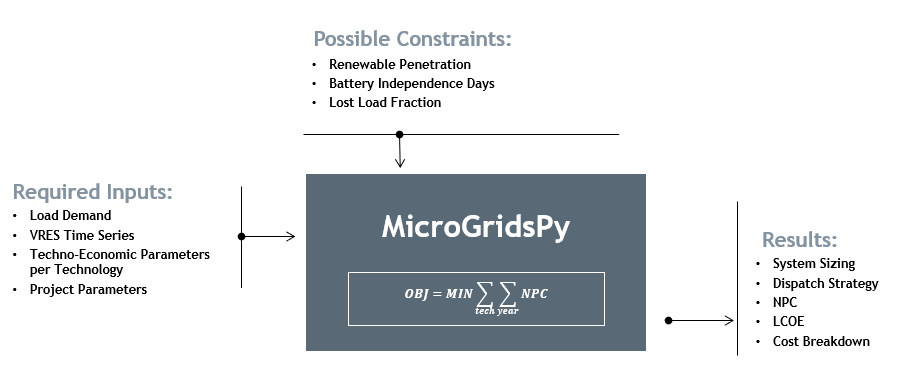 Possible Constraints:
• Renewable Penetration
• Battery Independence Days
• Lost Load Fraction
Required Inputs:
• Load Demand
• VRES Time Series
• Techno-Economic Parameters
per Technology
• Project Parameters
MicroGridsPy
OBJ = MIN ∑ ∑ NPC
tech year
Results:
• System Sizing
• Dispatch Strategy
• NPC
• LCOE
• Cost Breakdown